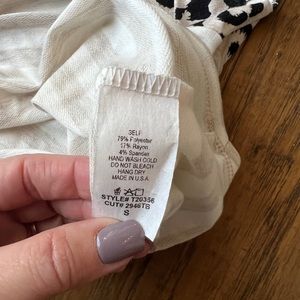 SELF
79% Polyester
17% Rayon
4% Spandex
HAND WASH COLD
DO NOT BLEACH
HANG DRY
MADE IN U.S.A.
STYLE# T20356
CUT# 2946TB
S